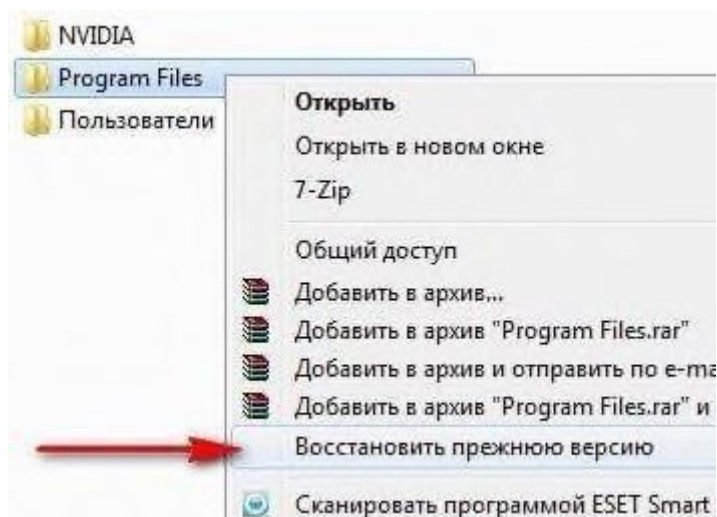 NVIDIA
Program Files
Пользователи
Открыть
Открыть в новом окне
7-Zip
Общий доступ
Добавить в архив...
Добавить в архив "Program Files.rar"
Добавить в архив и отправить по e-ma
Добавить в архив "Program Files.rar" и
Восстановить прежнюю версию
Сканировать программой ESET Smart